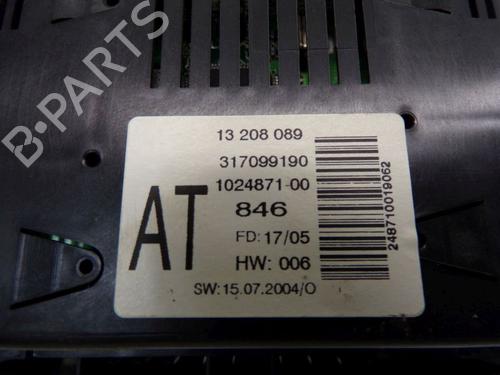 B-PARTS
13 208 089
317099190
1024871-00
846
AT
FD: 17/05
HW: 006
SW: 15.07.2004/O
248710019062